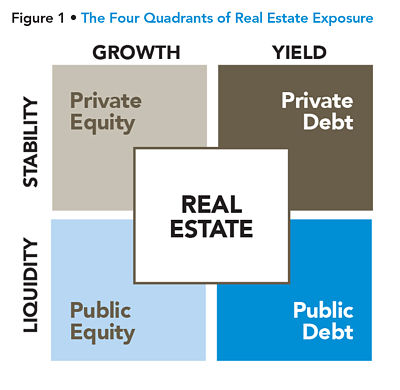 Figure 1 • The Four Quadrants of Real Estate Exposure
GROWTH YIELD
STABILITY
Private
Equity
Private
Debt
REAL
ESTATE
LIQUIDITY
Public
Equity
Public
Debt